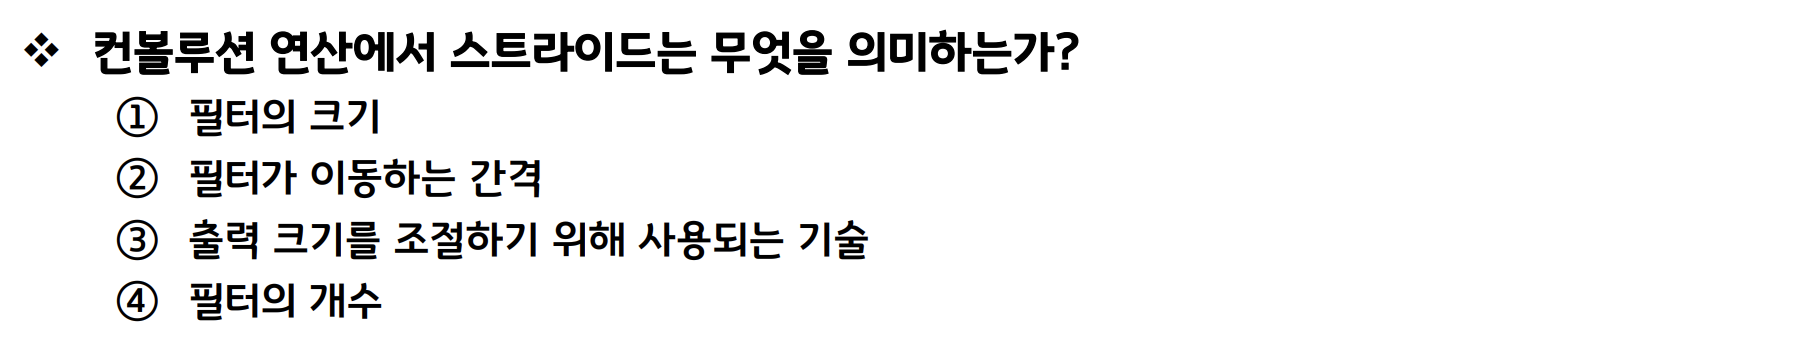 ❖ 컨볼루션 연산에서 스트라이드는 무엇을 의미하는가?
① 필터의 크기
② 필터가 이동하는 간격
③ 출력 크기를 조절하기 위해 사용되는 기술
④ 필터의 개수